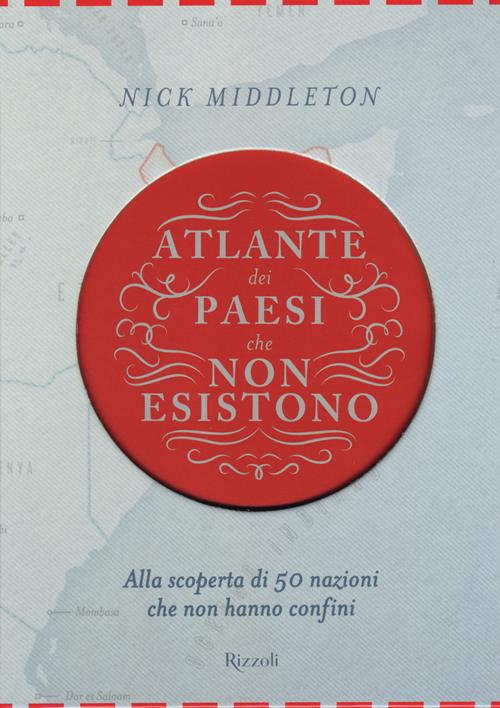 YEMEN
Sana'a
NICK MIDDLETON
ATLANTE
dei
PAESI
che
NON
ESISTONO
Alla scoperta di 50 nazioni
che non hanno confini
Mombasa
Rizzoli
Dar es Salaam